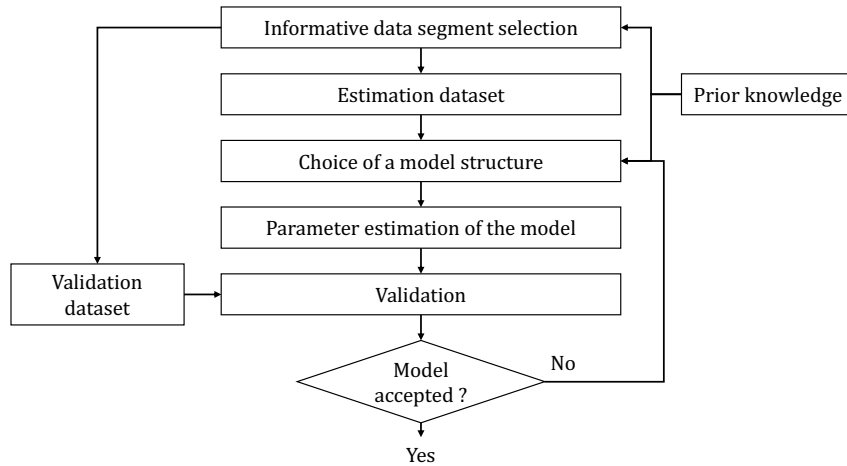 Informative data segment selection
Estimation dataset
Prior knowledge
Choice of a model structure
Parameter estimation of the model
Validation
dataset
Validation
Model
accepted ?
No
Yes